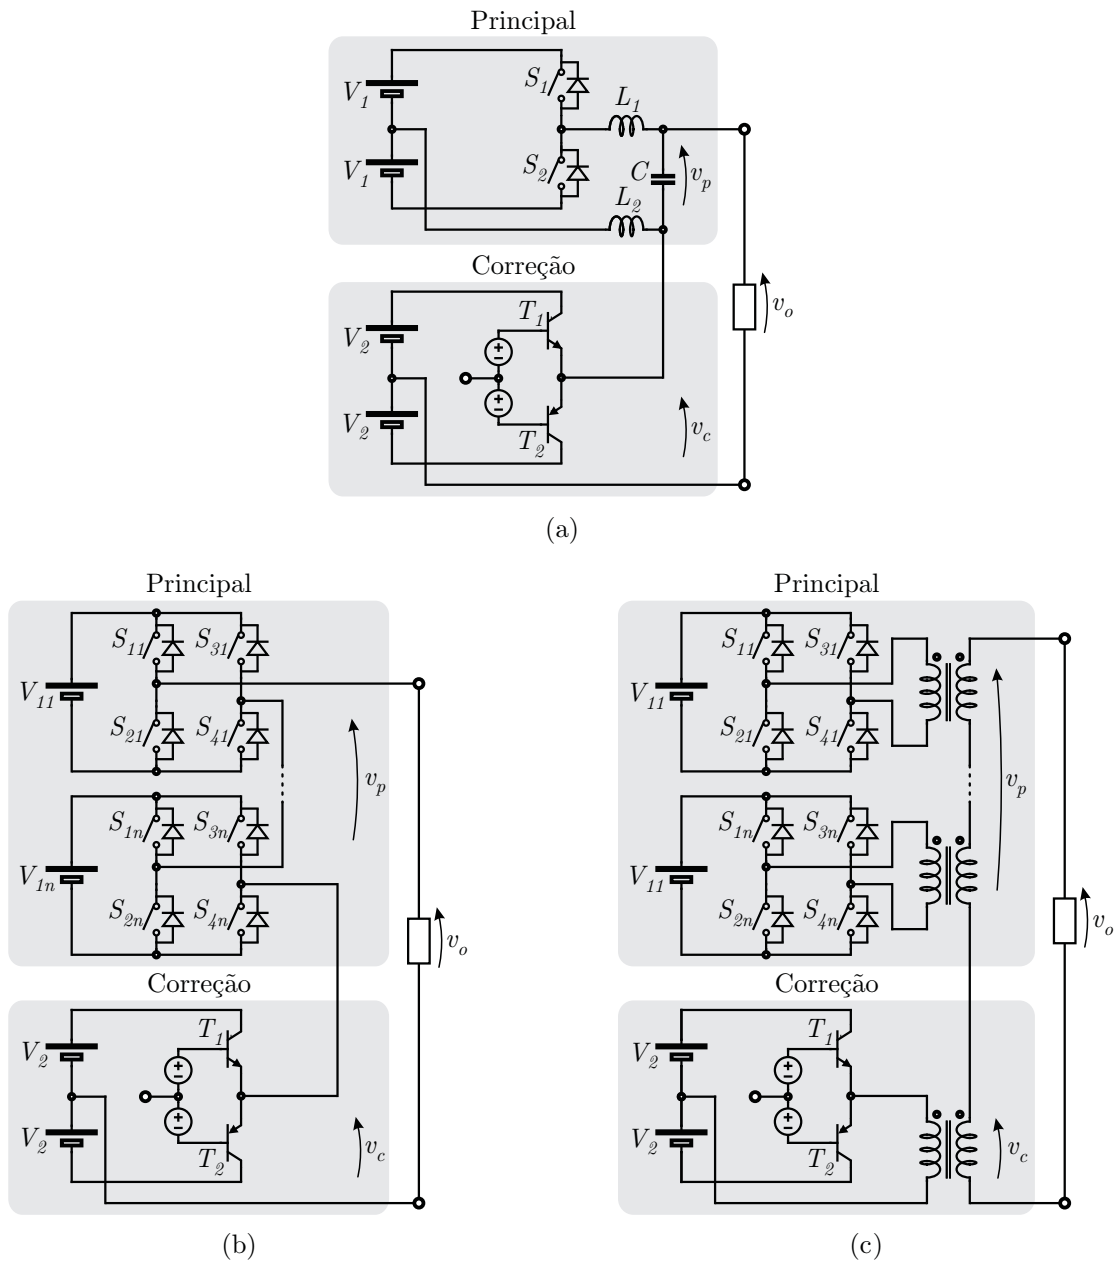 Principal
V1
V1
S1
S2
L1
L2
C
vp
Correção
V2
V2
T1
T2
vc
vo
(a)
Principal
V11
S11
S31
S21
S41
V1n
S1n
S3n
S2n
S4n
vp
Correção
V2
V2
T1
T2
vc
vo
(b)
Principal
V11
S11
S31
S21
S41
V11
S1n
S3n
S2n
S4n
vp
Correção
V2
V2
T1
T2
vc
vo
(c)